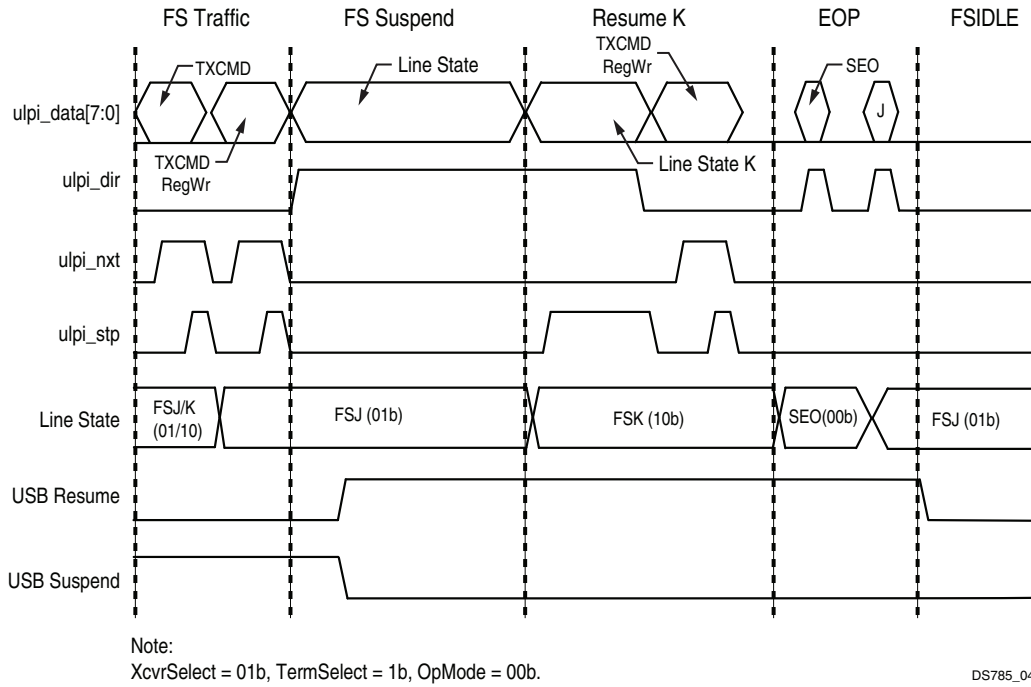 FS Traffic
FS Suspend
Resume K
EOP
FSIDLE
TXCMD
Line State
TXCMD
RegWr
SEO
ulpi_data[7:0]
J
TXCMD
RegWr
Line State K
ulpi_dir
ulpi_nxt
ulpi_stp
Line State
FSJ/K
(01/10)
FSJ (01b)
FSK (10b)
SEO(00b)
FSJ (01b)
USB Resume
USB Suspend
Note:
XcvrSelect = 01b, TermSelect = 1b, OpMode = 00b.
DS785_04